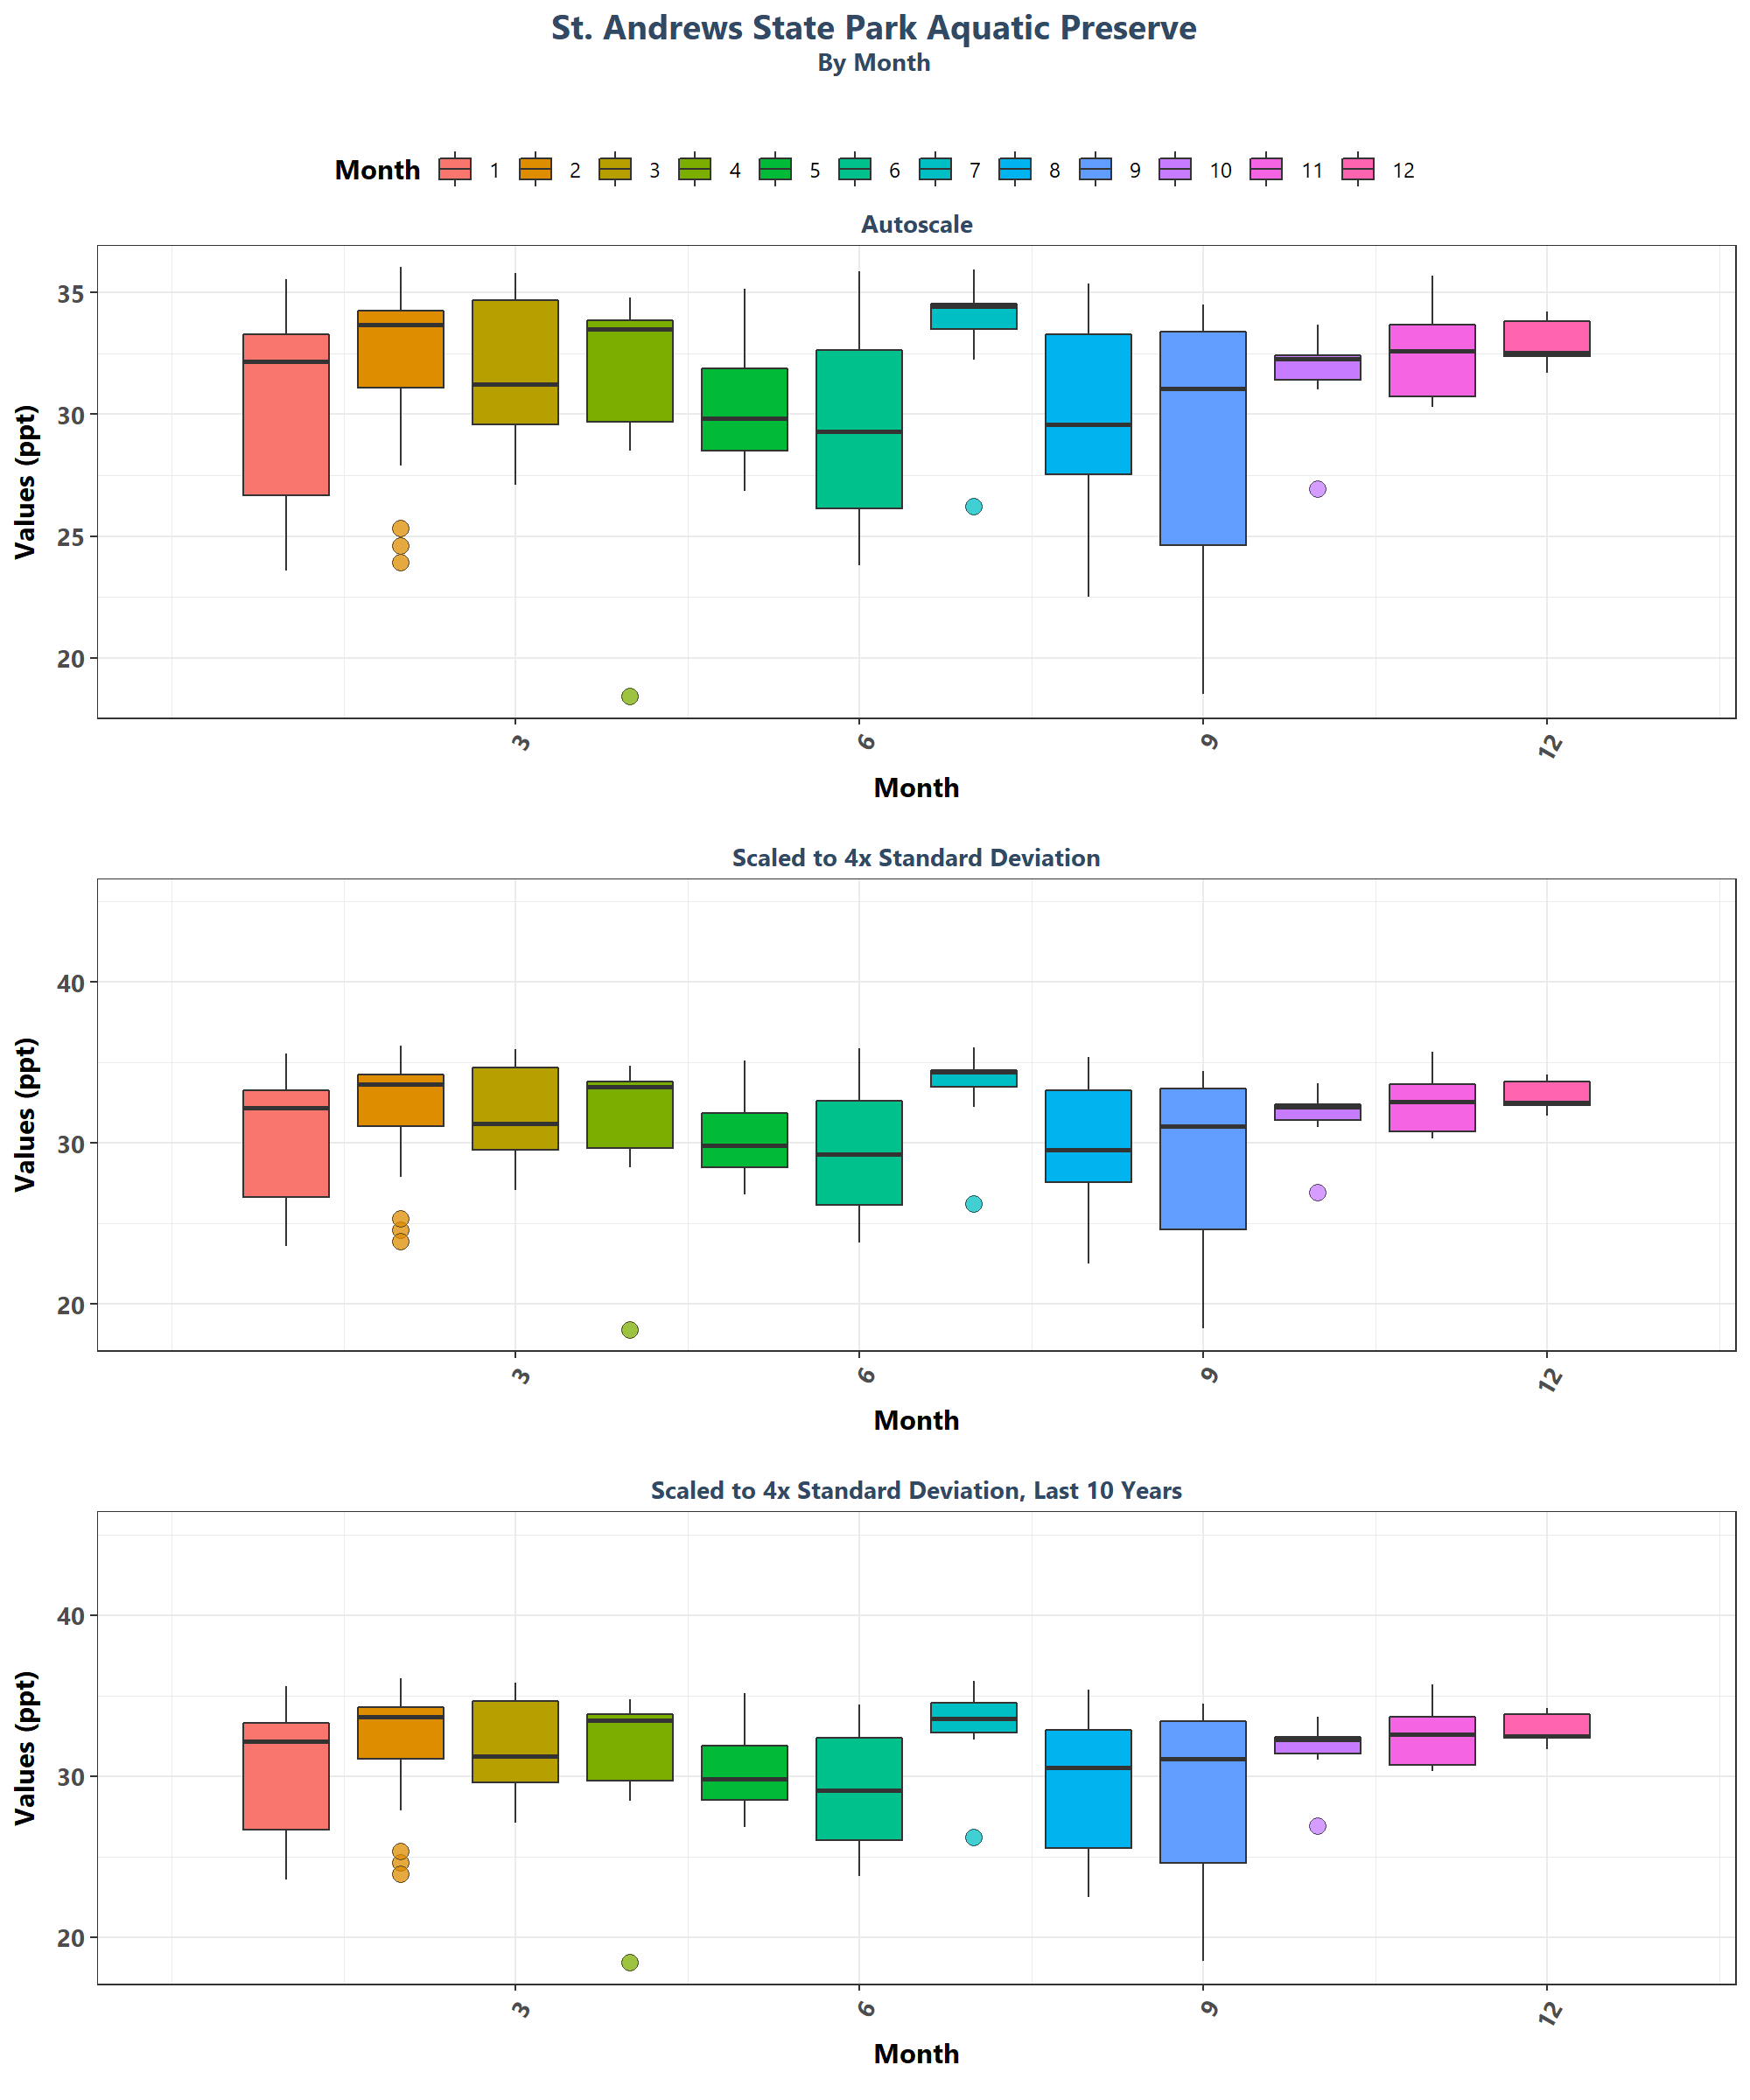 St. Andrews State Park Aquatic Preserve
By Month
Month 1 2 3 4 5 6 7 8 9 10 11 12
Autoscale
Values (ppt)
35
30
25
20
3 6 9 12
Month
Scaled to 4x Standard Deviation
Values (ppt)
40
30
20
3 6 9 12
Month
Scaled to 4x Standard Deviation, Last 10 Years
Values (ppt)
40
30
20
3 6 9 12
Month